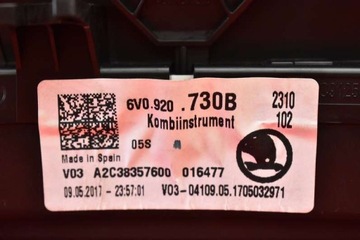 6V0.920 .730B 2310
Kombiinstrument 102
05S
Made in Spain
V03 A2C38357600 016477
09.05.2017 - 23:57:01 V03-04109.05.1705032971